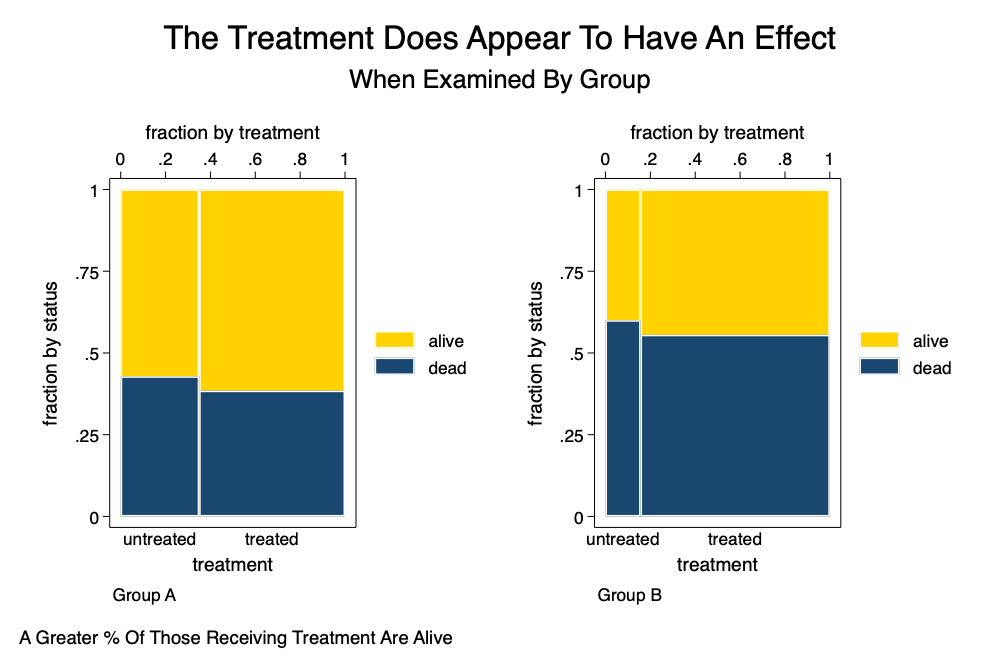 The Treatment Does Appear To Have An Effect
When Examined By Group
fraction by treatment
0 .2 .4 .6 .8 1
fraction by status
1
.75
.5
.25
0
alive
dead
untreated treated
treatment
Group A
fraction by treatment
0 .2 .4 .6 .8 1
fraction by status
1
.75
.5
.25
0
alive
dead
untreated treated
treatment
Group B
A Greater % Of Those Receiving Treatment Are Alive